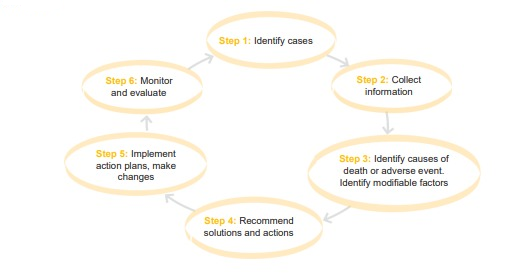 Step 1: Identify cases
Step 2: Collect
information
Step 3: Identify causes of
death or adverse event.
Identify modifiable factors
Step 4: Recommend
solutions and actions
Step 5: Implement
action plans, make
changes
Step 6: Monitor
and evaluate